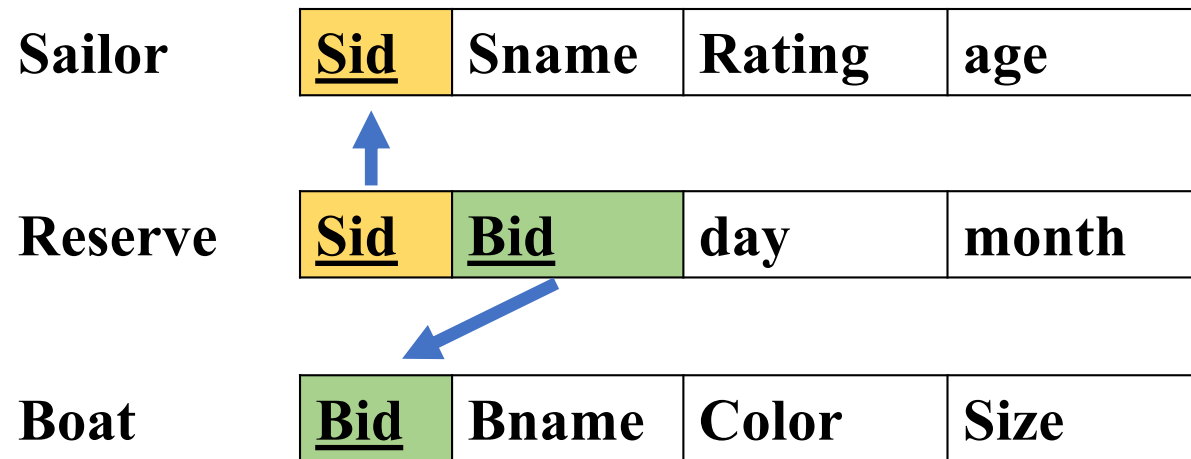 Sailor Sid Sname Rating age
Reserve Sid Bid day month
Boat Bid Bname Color Size